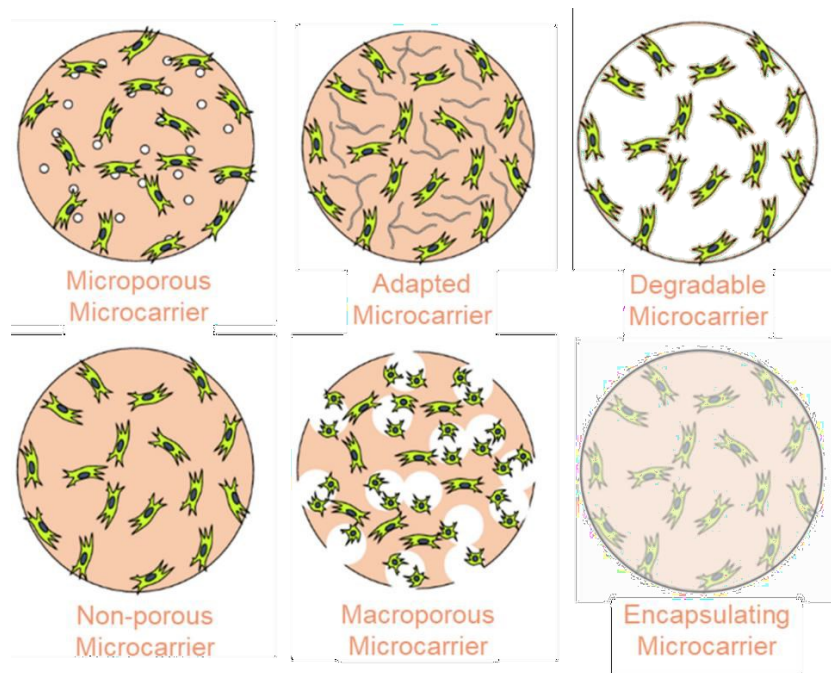 Microporous
Microcarrier
Adapted
Microcarrier
Degradable
Microcarrier
Non-porous
Microcarrier
Macroporous
Microcarrier
Encapsulating
Microcarrier